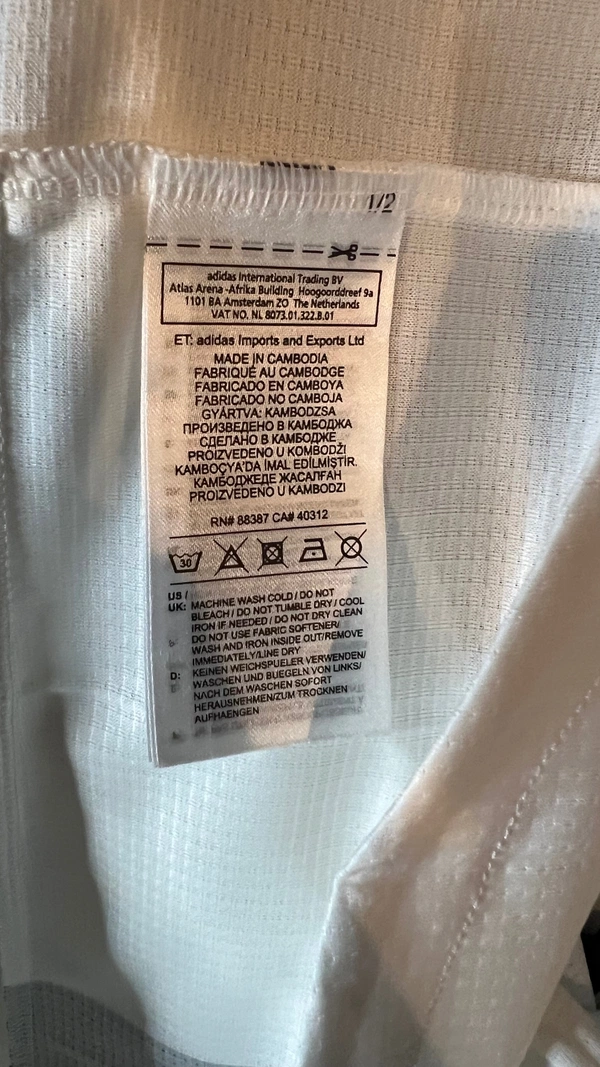 1/2
adidas International Trading BV
Atlas Arena -Afrika Building Hoogoorddreef 9a
1101 BA Amsterdam ZO The Netherlands
VAT NO. NL 8073.01.322.B.01
ET: adidas Imports and Exports Ltd
MADE IN CAMBODIA
FABRIQUÉ AU CAMBODGE
FABRICADO EN CAMBOYA
FABRICADO NO CAMBOJA
GYÁRTVA: KAMBODZSA
ПРОИЗВЕДЕНО В КАМБОДЖА
СДЕЛАНО В КАМБОДЖЕ
PROIZVEDENO U KOMBODŽI
KAMBOÇYA'DA İMAL EDİLMİŞTİR.
КАМБОДЖЕДЕ ЖАСАЛҒАН
PROIZVEDENO U KAMBODZI
RN# 88387 CA# 40312
30
US /
UK: MACHINE WASH COLD / DO NOT
BLEACH / DO NOT TUMBLE DRY / COOL
IRON IF NEEDED / DO NOT DRY CLEAN
DO NOT USE FABRIC SOFTENER/
WASH AND IRON INSIDE OUT/REMOVE
IMMEDIATELY/LINE DRY
D: KEINEN WEICHSPUELER VERWENDEN/
WASCHEN UND BUEGELN VON LINKS/
NACH DEM WASCHEN SOFORT
HERAUSNEHMEN/ZUM TROCKNEN
AUFHAENGEN